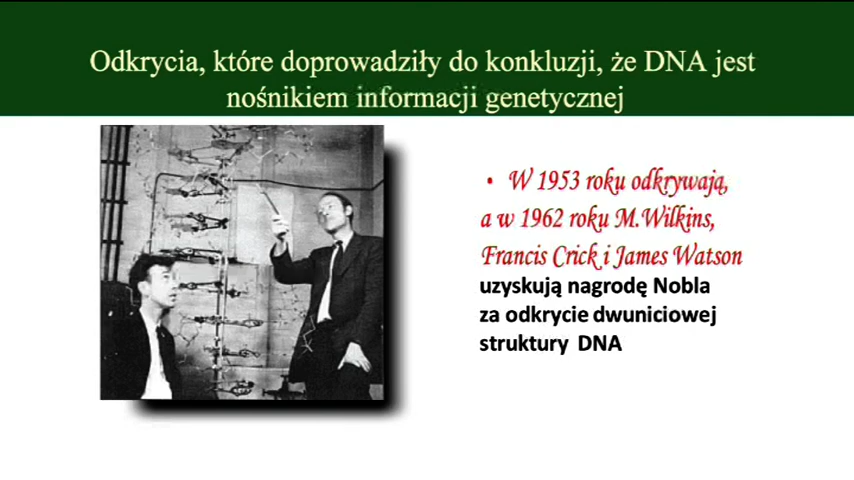 Odkrycia, które doprowadziły do konkluzji, że DNA jest
nośnikiem informacji genetycznej
• W 1953 roku odkrywają,
a w 1962 roku M.Wilkins,
Francis Crick i James Watson
uzyskują nagrodę Nobla
za odkrycie dwuniciowej
struktury DNA